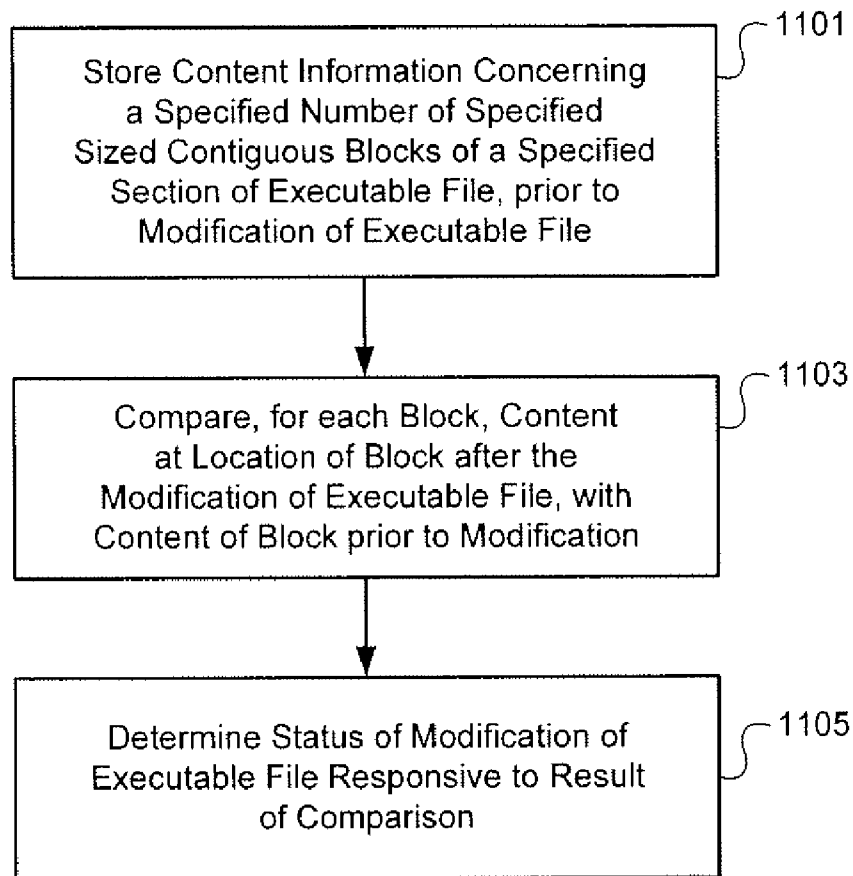 1101
Store Content Information Concerning
a Specified Number of Specified
Sized Contiguous Blocks of a Specified
Section of Executable File, prior to
Modification of Executable File
1103
Compare, for each Block, Content
at Location of Block after the
Modification of Executable File, with
Content of Block prior to Modification
1105
Determine Status of Modification of
Executable File Responsive to Result
of Comparison